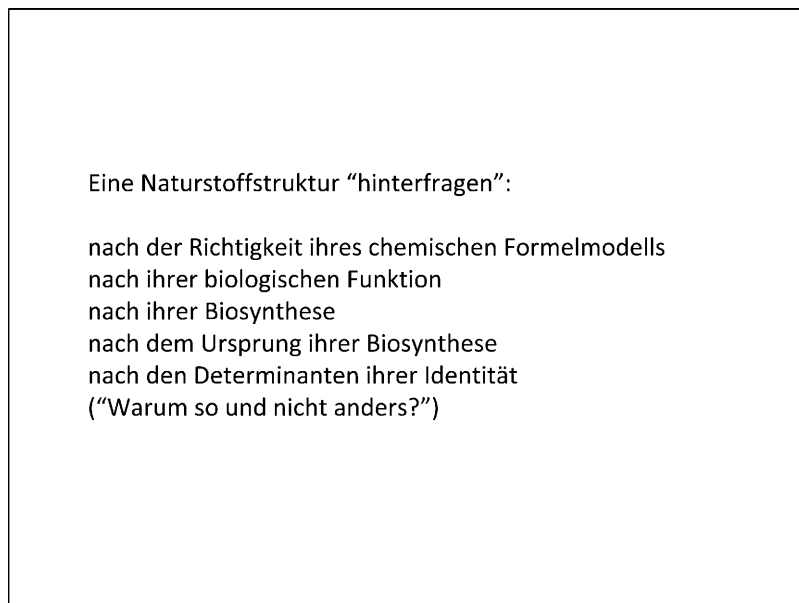 Eine Naturstoffstruktur “hinterfragen”:
nach der Richtigkeit ihres chemischen Formelmodells
nach ihrer biologischen Funktion
nach ihrer Biosynthese
nach dem Ursprung ihrer Biosynthese
nach den Determinanten ihrer Identität
(“Warum so und nicht anders?”)